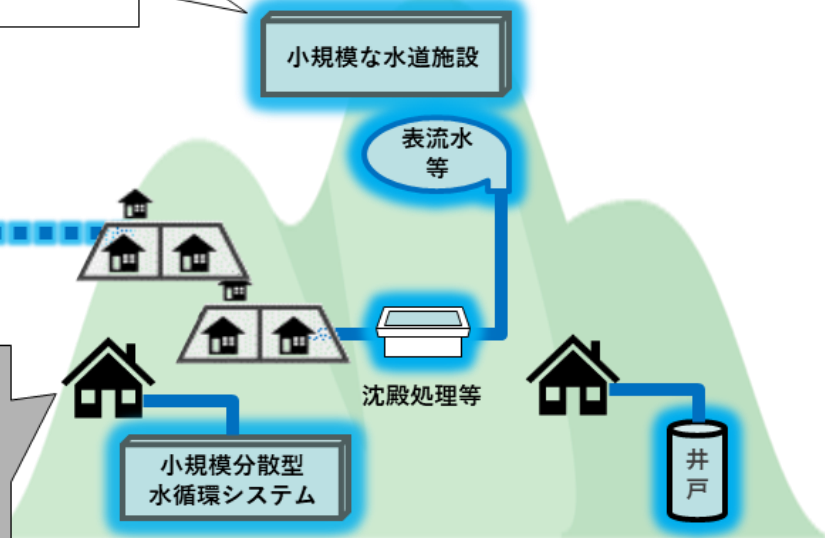 小規模な水道施設
表流水
等
沈殿処理等
小規模分散型
水循環システム
井
戸